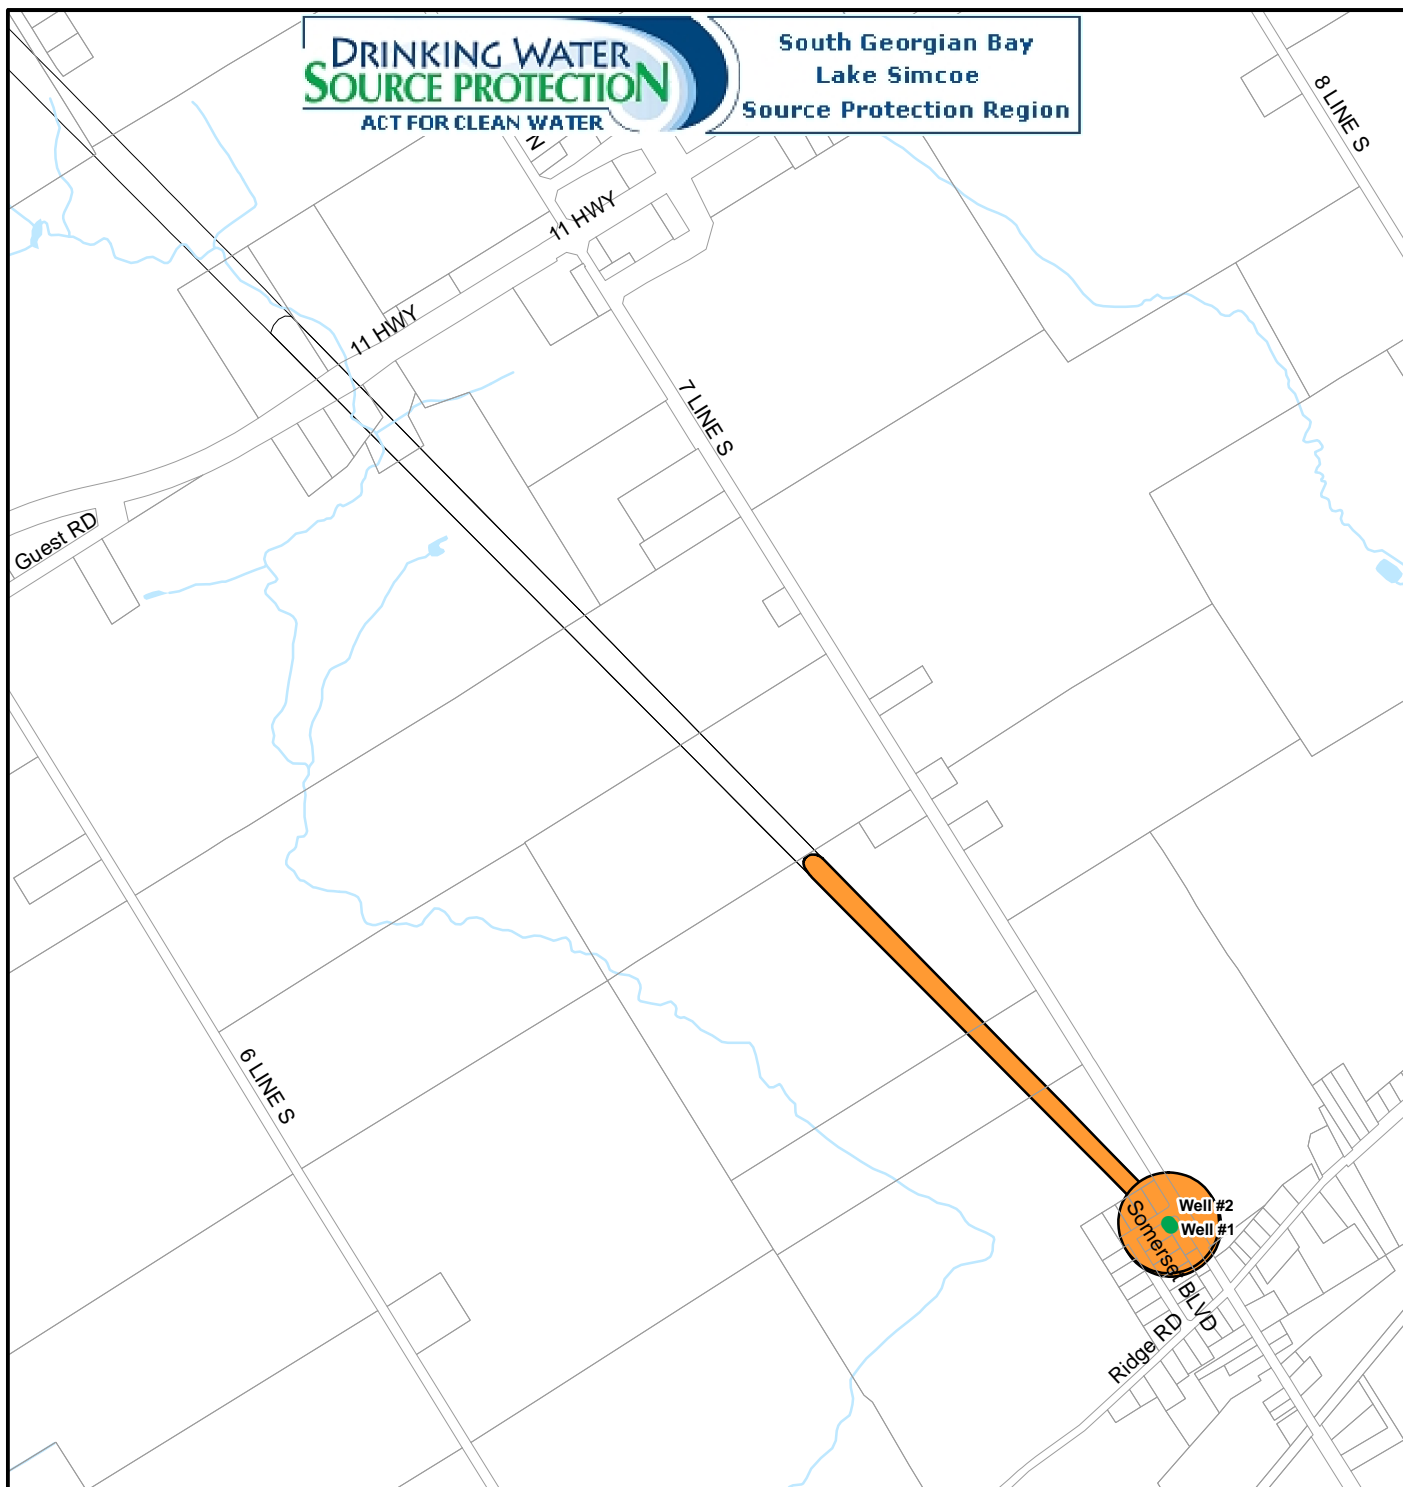 DRINKING WATER
SOURCE PROTECTION
ACT FOR CLEAN WATER
South Georgian Bay
Lake Simcoe
Source Protection Region
8 LINE S
N
11 HWY
11 HWY
7 LINE S
Guest RD
6 LINE S
Well #2
Well #1
Somerset BLVD
Ridge RD